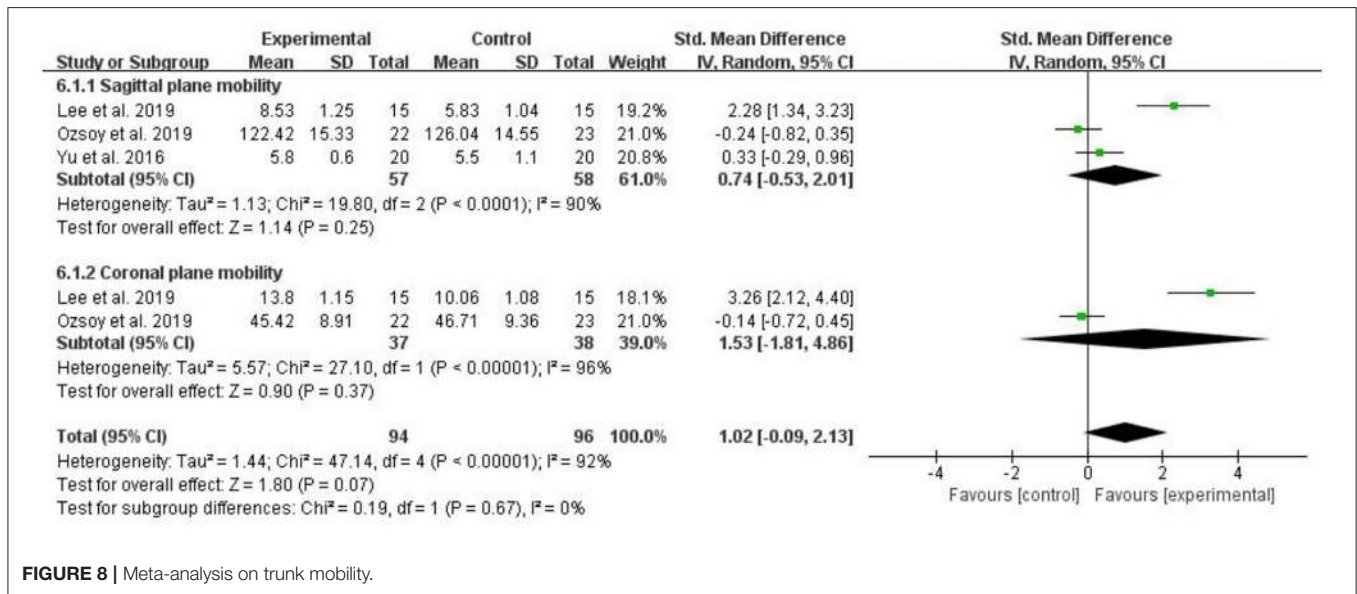 Experimental Control Std. Mean Difference Std. Mean Difference
Study or Subgroup Mean SD Total Mean SD Total Weight IV, Random, 95% CI IV, Random, 95% CI
6.1.1 Sagittal plane mobility
Lee et al. 2019 8.53 1.25 15 5.83 1.04 15 19.2% 2.28 [1.34, 3.23]
Ozsoy et al. 2019 122.42 15.33 22 126.04 14.55 23 21.0% -0.24 [-0.82, 0.35]
Yu et al. 2016 5.8 0.6 20 5.5 1.1 20 20.8% 0.33 [-0.29, 0.96]
Subtotal (95% CI) 57 58 61.0% 0.74 [-0.53, 2.01]
Heterogeneity: Tau² = 1.13; Chi² = 19.80, df = 2 (P < 0.0001); I² = 90%
Test for overall effect: Z = 1.14 (P = 0.25)
6.1.2 Coronal plane mobility
Lee et al. 2019 13.8 1.15 15 10.06 1.08 15 18.1% 3.26 [2.12, 4.40]
Ozsoy et al. 2019 45.42 8.91 22 46.71 9.36 23 21.0% -0.14 [-0.72, 0.45]
Subtotal (95% CI) 37 38 39.0% 1.53 [-1.81, 4.86]
Heterogeneity: Tau² = 5.57; Chi² = 27.10, df = 1 (P < 0.00001); I² = 96%
Test for overall effect: Z = 0.90 (P = 0.37)
Total (95% CI) 94 96 100.0% 1.02 [-0.09, 2.13]
Heterogeneity: Tau² = 1.44; Chi² = 47.14, df = 4 (P < 0.00001); I² = 92%
Test for overall effect: Z = 1.80 (P = 0.07)
Test for subgroup differences: Chi² = 0.19, df = 1 (P = 0.67), I² = 0%
-4 -2 0 2 4
Favours [control] Favours [experimental]
FIGURE 8 | Meta-analysis on trunk mobility.